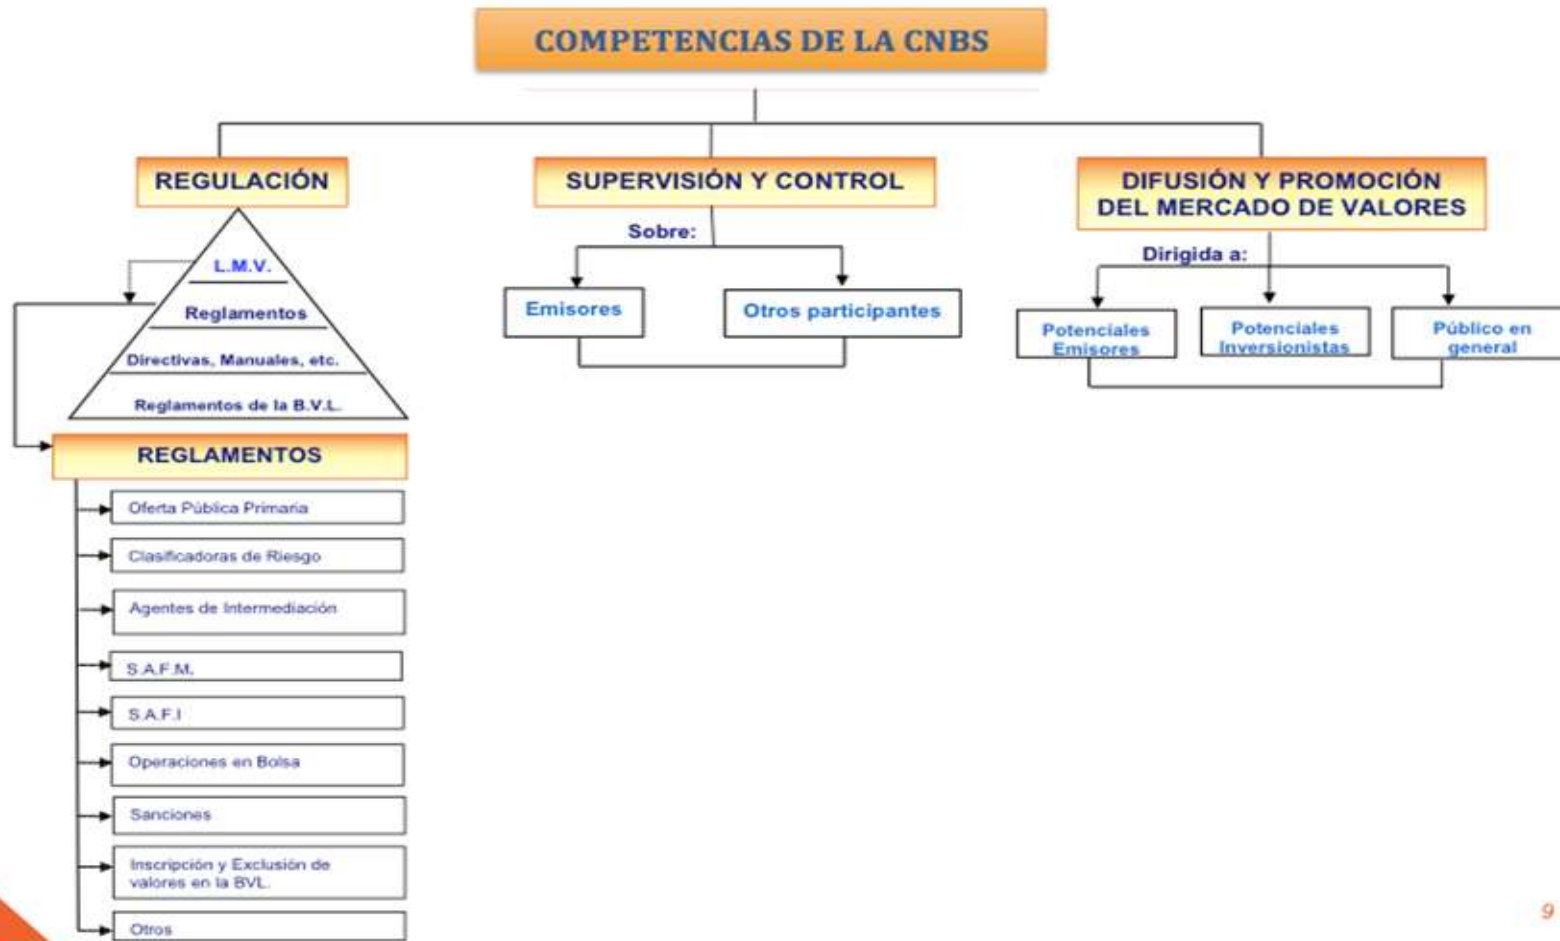 COMPETENCIAS DE LA CNBS
REGULACIÓN
L.M.V.
Reglamentos
Directivas, Manuales, etc.
Reglamentos de la B.V.L.
REGLAMENTOS
Oferta Pública Primaria
Clasificadoras de Riesgo
Agentes de Intermediación
S.A.F.M.
S.A.F.I
Operaciones en Bolsa
Sanciones
Inscripción y Exclusión de
valores en la BVL.
Otros
SUPERVISIÓN Y CONTROL
Sobre:
Emisores
Otros participantes
DIFUSIÓN Y PROMOCIÓN
DEL MERCADO DE VALORES
Dirigida a:
Potenciales
Emisores
Potenciales
Inversionistas
Público en
general
9